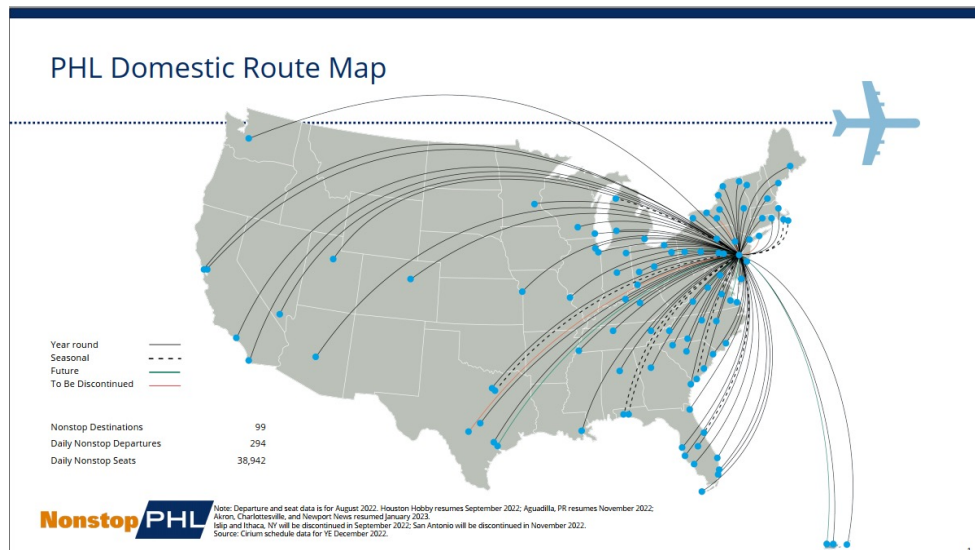 PHL Domestic Route Map
Year round
Seasonal
Future
To Be Discontinued
Nonstop Destinations 99
Daily Nonstop Departures 294
Daily Nonstop Seats 38,942
Nonstop PHL
Note: Departure and seat data is for August 2022. Houston Hobby resumes September 2022; Aguadilla, PR resumes November 2022;
Akron, Charlottesville, and Newport News resumed January 2023.
Islip and Ithaca, NY will be discontinued in September 2022; San Antonio will be discontinued in November 2022.
Source: Cirium schedule data for YE December 2022.